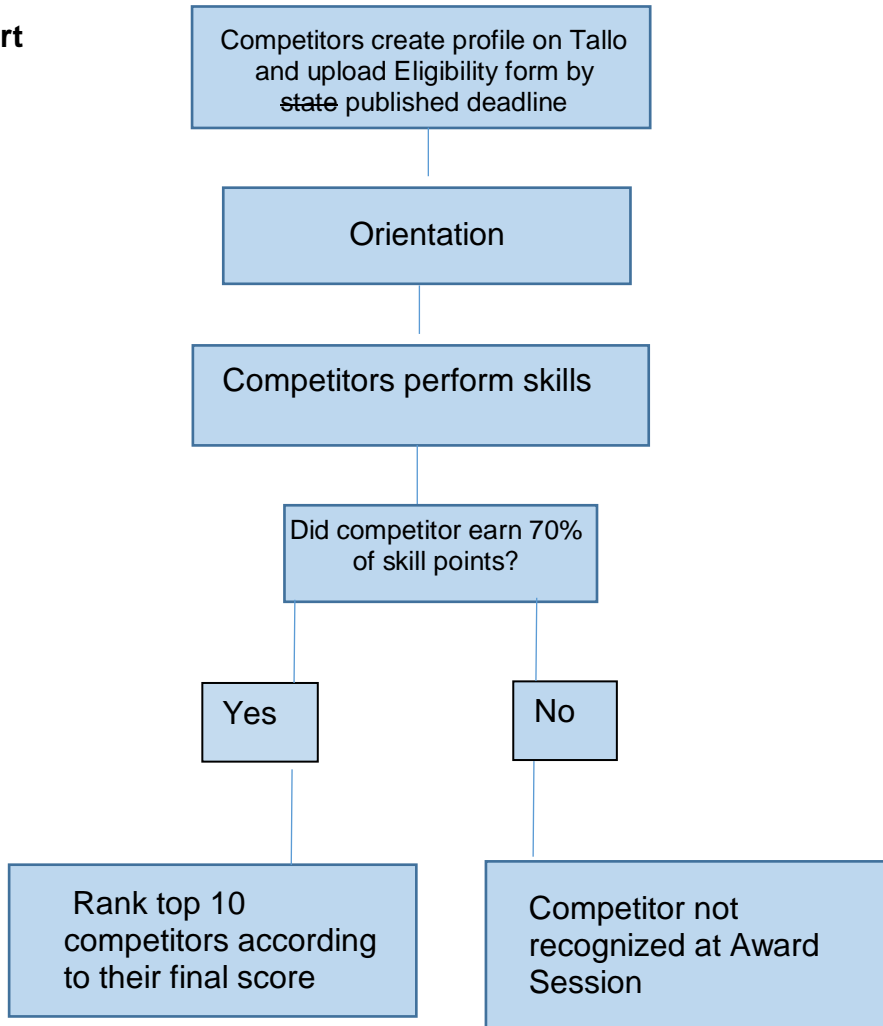 rt
Competitors create profile on Tallo
and upload Eligibility form by
state published deadline
Orientation
Competitors perform skills
Did competitor earn 70%
of skill points?
Yes
No
Rank top 10
competitors according
to their final score
Competitor not
recognized at Award
Session